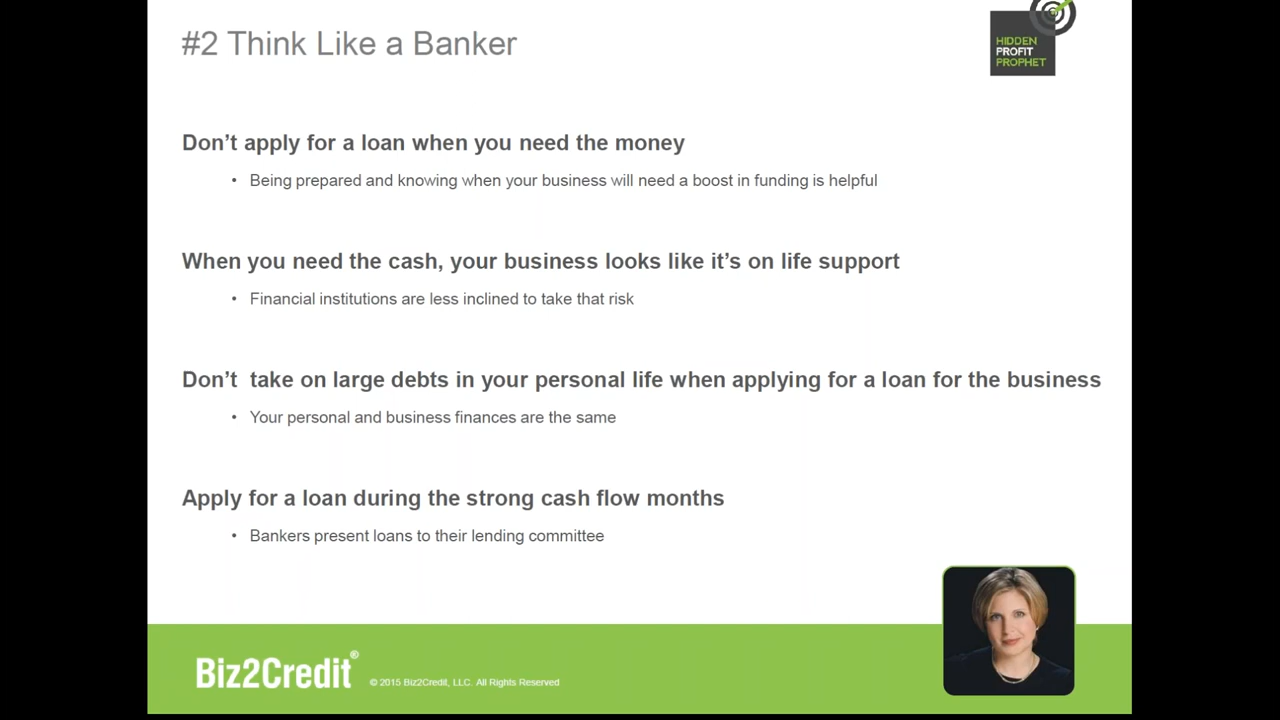 #2 Think Like a Banker
HIDDEN
PROFIT
PROPHET
Don’t apply for a loan when you need the money
• Being prepared and knowing when your business will need a boost in funding is helpful
When you need the cash, your business looks like it’s on life support
• Financial institutions are less inclined to take that risk
Don’t  take on large debts in your personal life when applying for a loan for the business
• Your personal and business finances are the same
Apply for a loan during the strong cash flow months
• Bankers present loans to their lending committee
Biz2Credit®
© 2015 Biz2Credit, LLC. All Rights Reserved